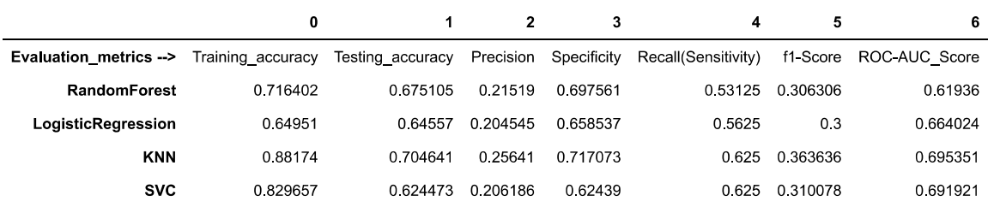 0 1 2 3 4 5 6
Evaluation_metrics --> Training_accuracy Testing_accuracy Precision Specificity Recall(Sensitivity) f1-Score ROC-AUC_Score
RandomForest 0.716402 0.675105 0.21519 0.697561 0.53125 0.306306 0.61936
LogisticRegression 0.64951 0.64557 0.204545 0.658537 0.5625 0.3 0.664024
KNN 0.88174 0.704641 0.25641 0.717073 0.625 0.363636 0.695351
SVC 0.829657 0.624473 0.206186 0.62439 0.625 0.310078 0.691921